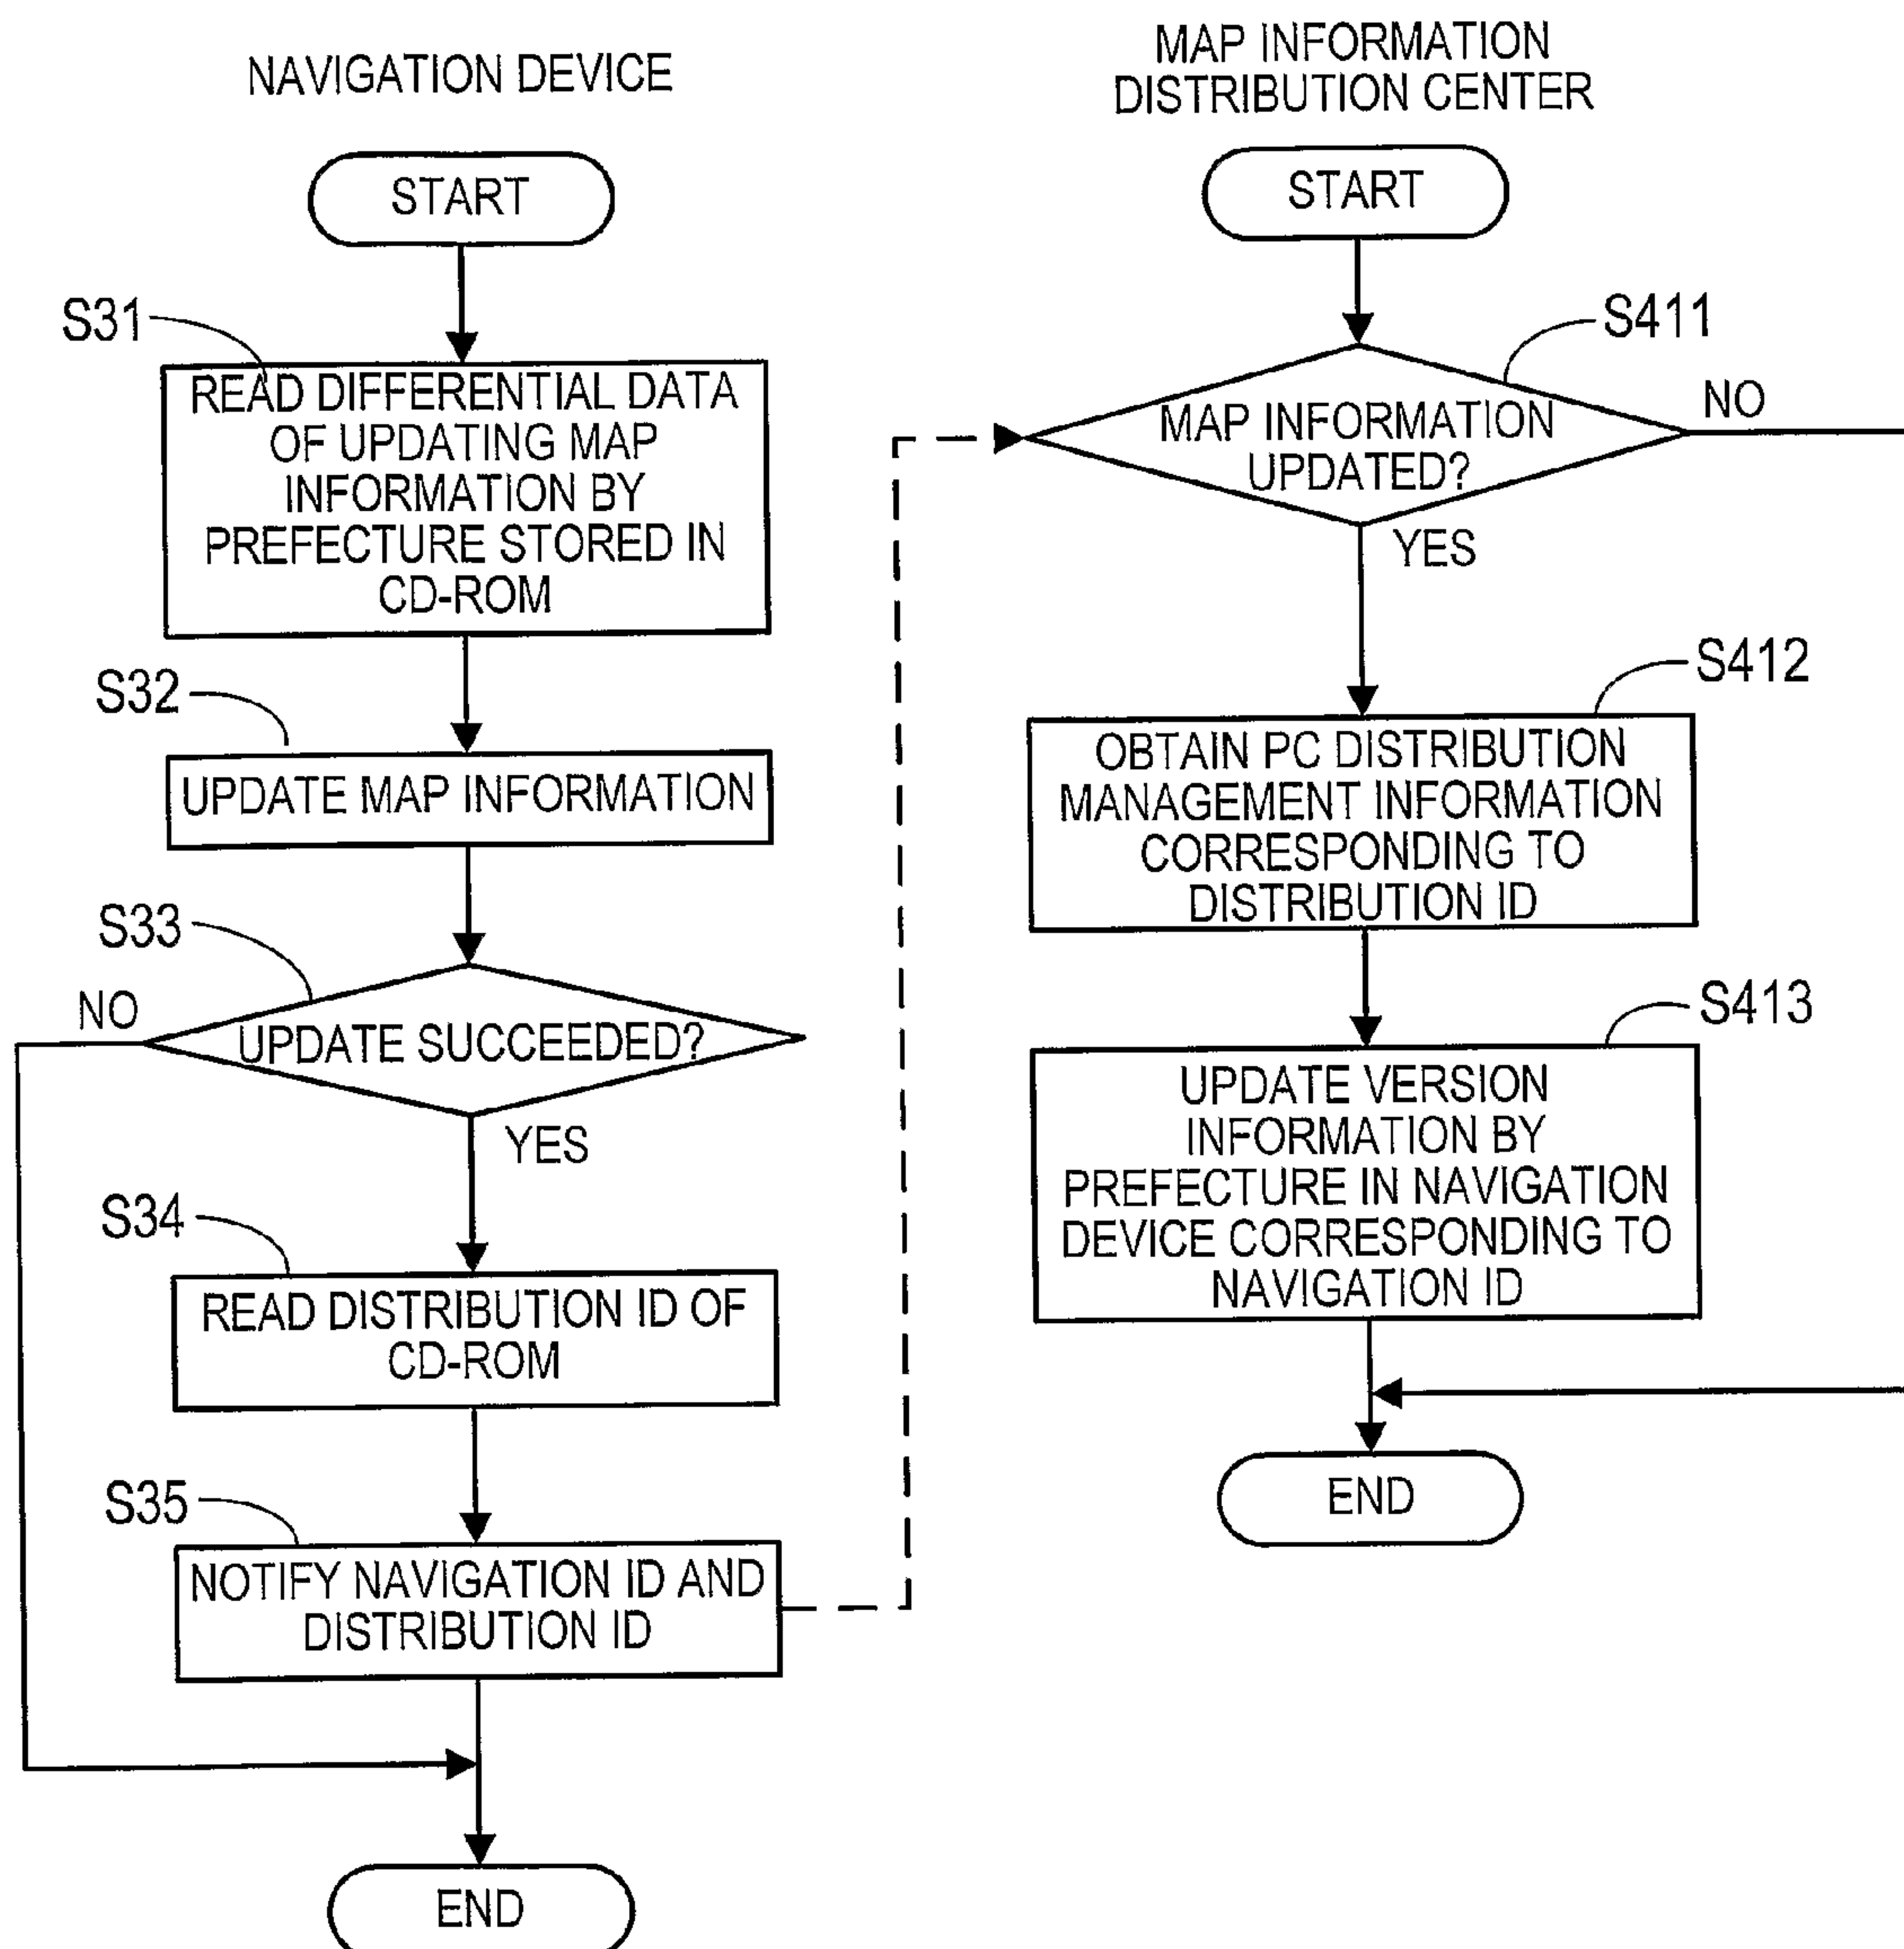 NAVIGATION DEVICE
START
S31
READ DIFFERENTIAL DATA
OF UPDATING MAP
INFORMATION BY
PREFECTURE STORED IN
CD-ROM
S32
UPDATE MAP INFORMATION
S33
NO
UPDATE SUCCEEDED?
YES
S34
READ DISTRIBUTION ID OF
CD-ROM
S35
NOTIFY NAVIGATION ID AND
DISTRIBUTION ID
END
MAP INFORMATION
DISTRIBUTION CENTER
START
S411
NO
MAP INFORMATION
UPDATED?
YES
S412
OBTAIN PC DISTRIBUTION
MANAGEMENT INFORMATION
CORRESPONDING TO
DISTRIBUTION ID
S413
UPDATE VERSION
INFORMATION BY
PREFECTURE IN NAVIGATION
DEVICE CORRESPONDING TO
NAVIGATION ID
END